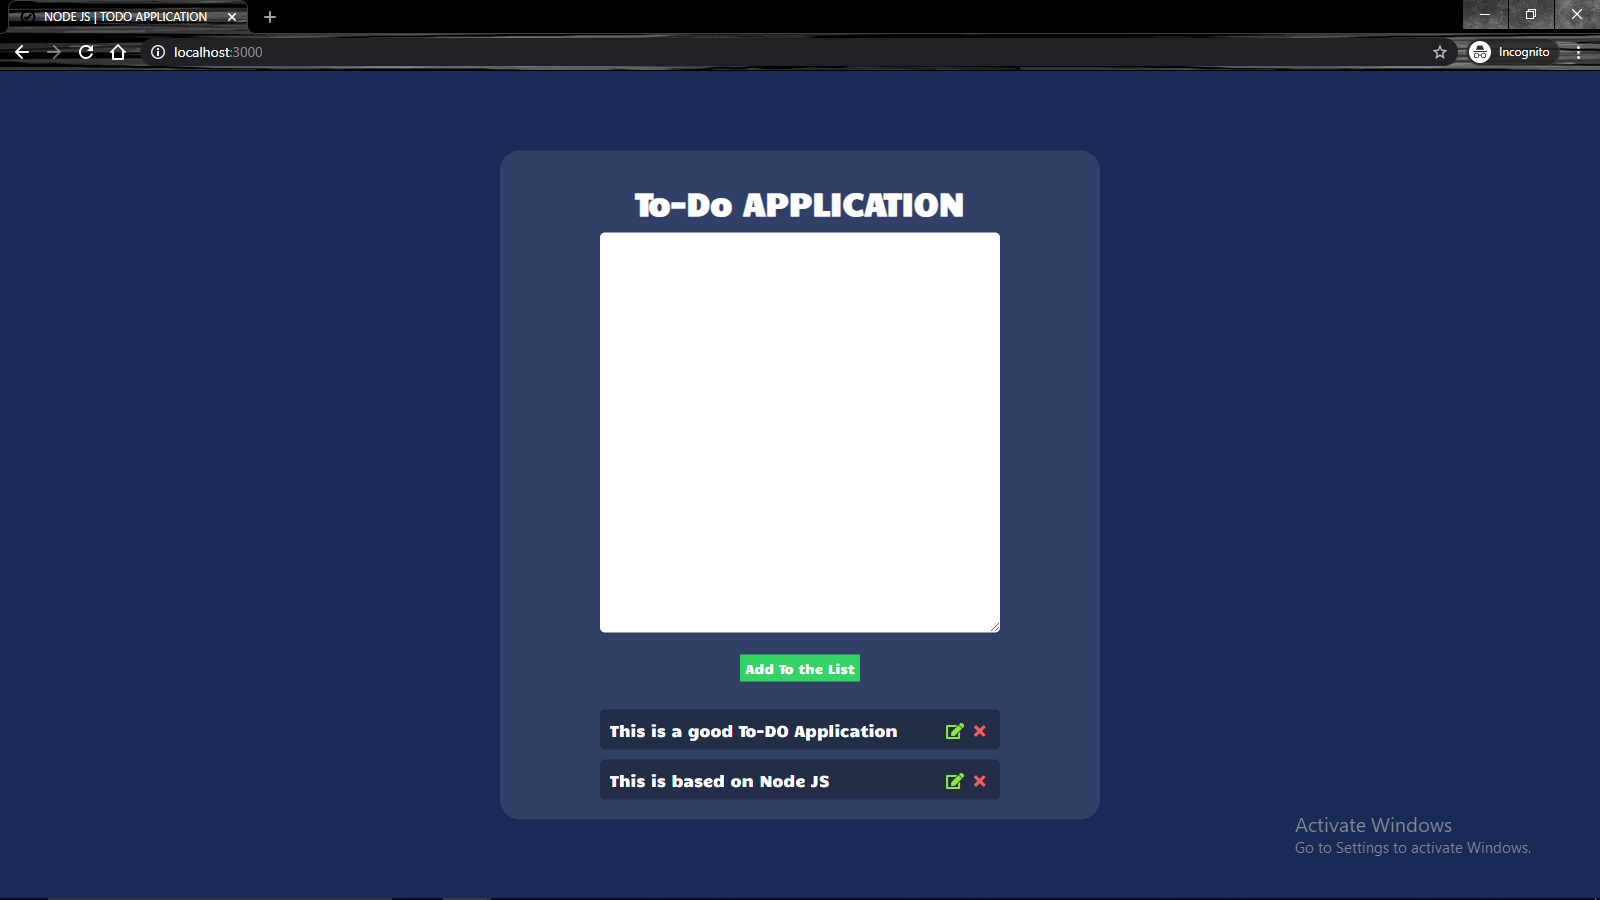 NODE JS | TODO APPLICATION
localhost:3000
Incognito
To-Do APPLICATION
Add To the List
This is a good To-DO Application
This is based on Node JS
Activate Windows
Go to Settings to activate Windows.